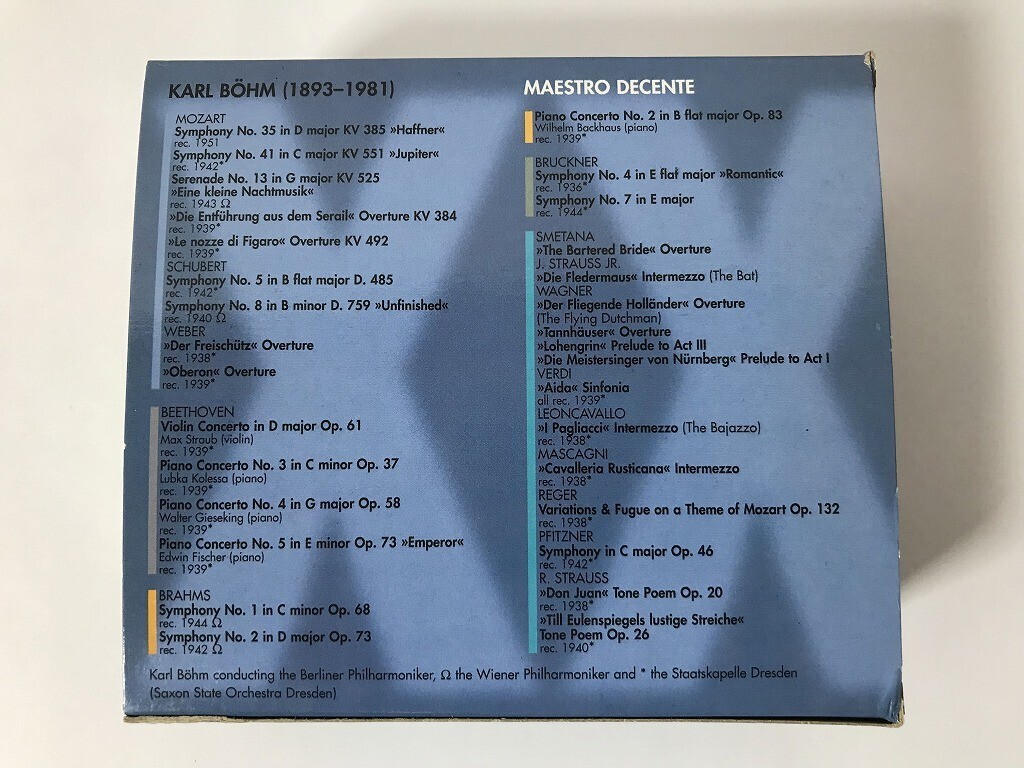 KARL BÖHM (1893–1981)
MOZART
Symphony No. 35 in D major KV 385 »Haffner«
rec. 1951
Symphony No. 41 in C major KV 551 »Jupiter«
rec. 1942*
Serenade No. 13 in G major KV 525
»Eine kleine Nachtmusik«
rec. 1943 Ω
»Die Entführung aus dem Serail« Overture KV 384
rec. 1939*
»Le nozze di Figaro« Overture KV 492
rec. 1939*
SCHUBERT
Symphony No. 5 in B flat major D. 485
rec. 1942*
Symphony No. 8 in B minor D. 759 »Unfinished«
rec. 1940 Ω
WEBER
»Der Freischütz« Overture
rec. 1938*
»Oberon« Overture
rec. 1939*
BEETHOVEN
Violin Concerto in D major Op. 61
Max Straub (violin)
rec. 1939*
Piano Concerto No. 3 in C minor Op. 37
Lubka Kolessa (piano)
rec. 1939*
Piano Concerto No. 4 in G major Op. 58
Walter Gieseking (piano)
rec. 1939*
Piano Concerto No. 5 in E minor Op. 73 »Emperor«
Edwin Fischer (piano)
rec. 1939*
BRAHMS
Symphony No. 1 in C minor Op. 68
rec. 1944 Ω
Symphony No. 2 in D major Op. 73
rec. 1942 Ω
MAESTRO DECENTE
Piano Concerto No. 2 in B flat major Op. 83
Wilhelm Backhaus (piano)
rec. 1939*
BRUCKNER
Symphony No. 4 in E flat major »Romantic«
rec. 1936*
Symphony No. 7 in E major
rec. 1944*
SMETANA
»The Bartered Bride« Overture
J. STRAUSS JR.
»Die Fledermaus« Intermezzo (The Bat)
WAGNER
»Der Fliegende Holländer« Overture
(The Flying Dutchman)
»Tannhäuser« Overture
»Lohengrin« Prelude to Act III
»Die Meistersinger von Nürnberg« Prelude to Act I
VERDI
»Aida« Sinfonia
all rec. 1939*
LEONCAVALLO
»I Pagliacci« Intermezzo (The Bajazzo)
rec. 1938*
MASCAGNI
»Cavalleria Rusticana« Intermezzo
rec. 1938*
REGER
Variations & Fugue on a Theme of Mozart Op. 132
rec. 1938*
PFITZNER
Symphony in C major Op. 46
rec. 1942*
R. STRAUSS
»Don Juan« Tone Poem Op. 20
rec. 1938*
»Till Eulenspiegels lustige Streiche«
Tone Poem Op. 26
rec. 1940*
Karl Böhm conducting the Berliner Philharmoniker, Ω the Wiener Philharmoniker and * the Staatskapelle Dresden
(Saxon State Orchestra Dresden)